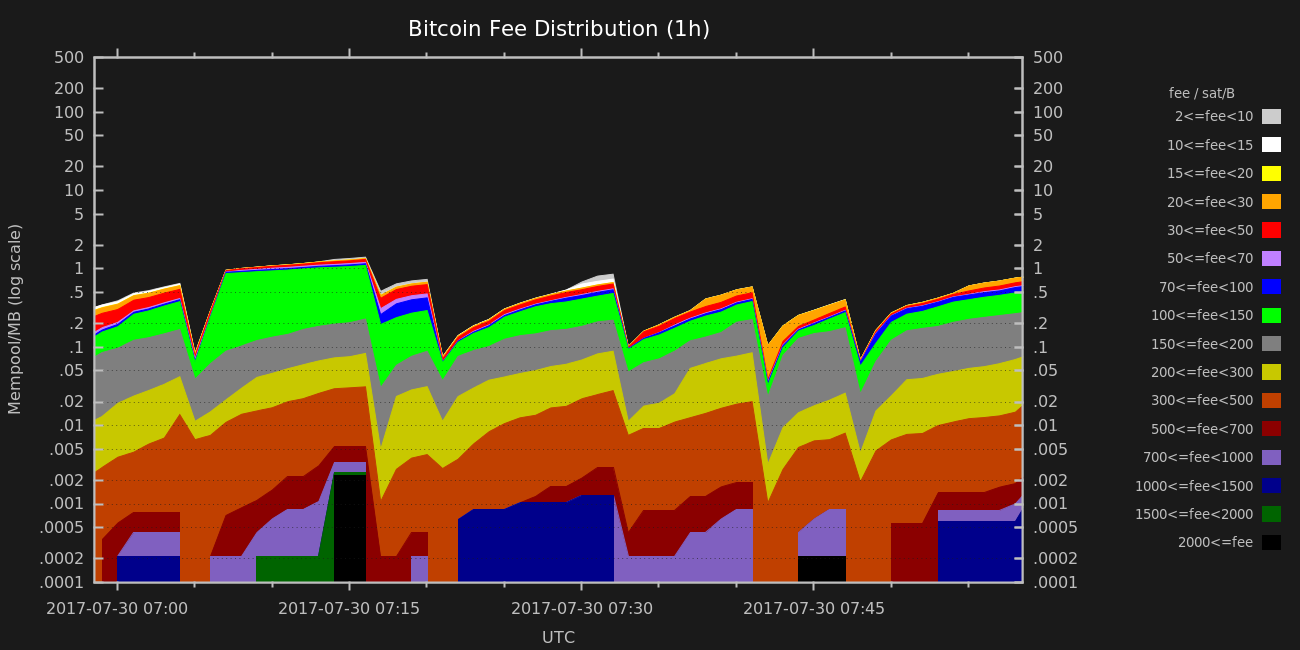 Bitcoin Fee Distribution (1h)
Mempool/MB (log scale)
500
200
100
50
20
10
5
2
1
.5
.2
.1
.05
.02
.01
.005
.002
.001
.0005
.0002
.0001
500
200
100
50
20
10
5
2
1
.5
.2
.1
.05
.02
.01
.005
.002
.001
.0005
.0002
.0001
2017-07-30 07:00
2017-07-30 07:15
2017-07-30 07:30
2017-07-30 07:45
UTC
fee / sat/B
2<=fee<10
10<=fee<15
15<=fee<20
20<=fee<30
30<=fee<50
50<=fee<70
70<=fee<100
100<=fee<150
150<=fee<200
200<=fee<300
300<=fee<500
500<=fee<700
700<=fee<1000
1000<=fee<1500
1500<=fee<2000
2000<=fee